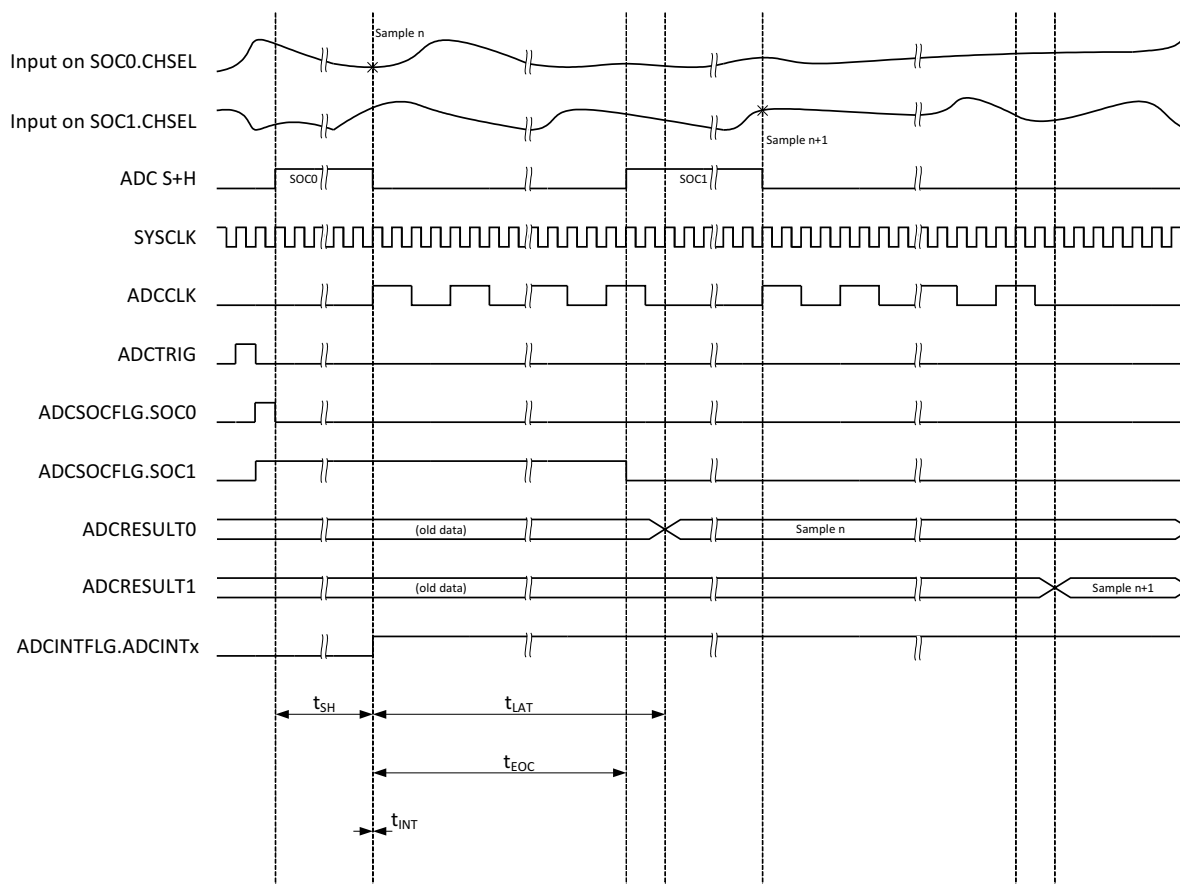 Sample n
Input on SOC0.CHSEL
Input on SOC1.CHSEL
Sample n+1
ADC S+H
SOC0
SOC1
SYSCLK
ADCCLK
ADCTRIG
ADCSOCFLG.SOC0
ADCSOCFLG.SOC1
ADCRESULT0
(old data)
Sample n
ADCRESULT1
(old data)
Sample n+1
ADCINTFLG.ADCINTx
tSH
tLAT
tEOC
tINT